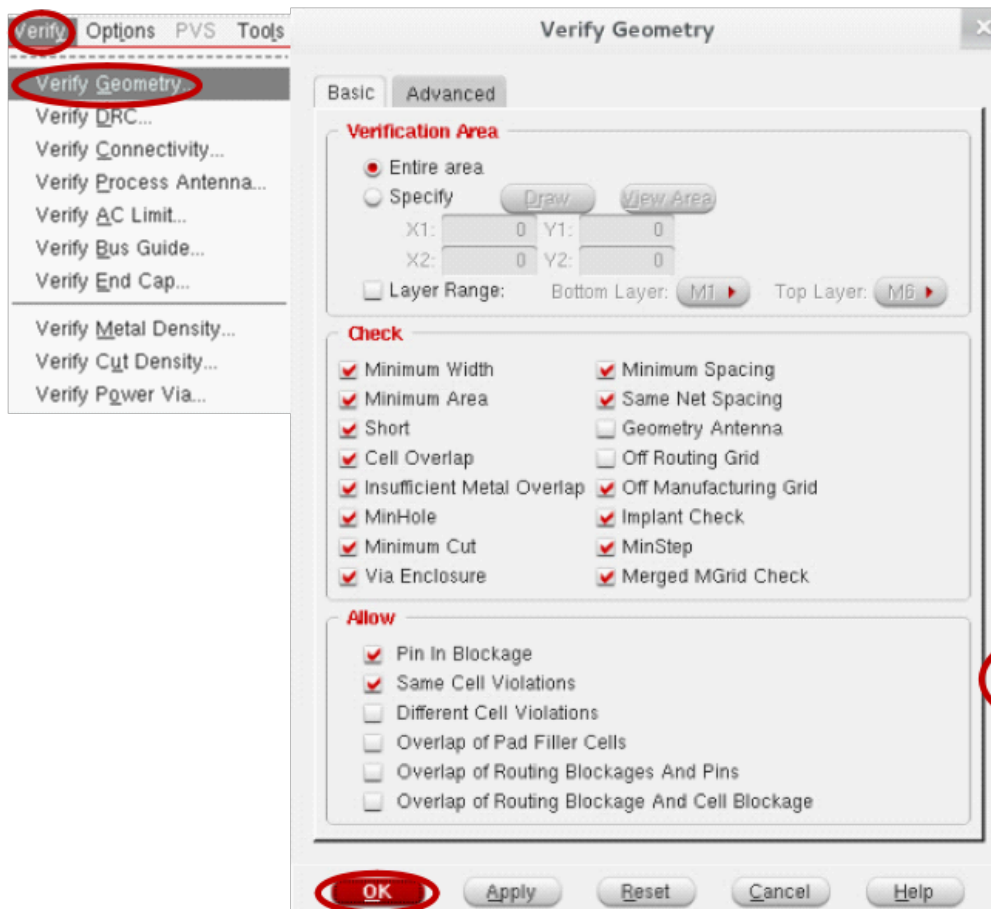 Verify Options PVS Tools
Verify Geometry...
Verify DRC...
Verify Connectivity...
Verify Process Antenna...
Verify AC Limit...
Verify Bus Guide...
Verify End Cap...
Verify Metal Density...
Verify Cut Density...
Verify Power Via...
Verify Geometry
Basic Advanced
Verification Area
Entire area
Specify Draw View Area
X1: 0 Y1: 0
X2: 0 Y2: 0
Layer Range: Bottom Layer: M1 Top Layer: M6
Check
Minimum Width Minimum Spacing
Minimum Area Same Net Spacing
Short Geometry Antenna
Cell Overlap Off Routing Grid
Insufficient Metal Overlap Off Manufacturing Grid
MinHole Implant Check
Minimum Cut MinStep
Via Enclosure Merged MGrid Check
Allow
Pin In Blockage
Same Cell Violations
Different Cell Violations
Overlap of Pad Filler Cells
Overlap of Routing Blockages And Pins
Overlap of Routing Blockage And Cell Blockage
OK Apply Reset Cancel Help